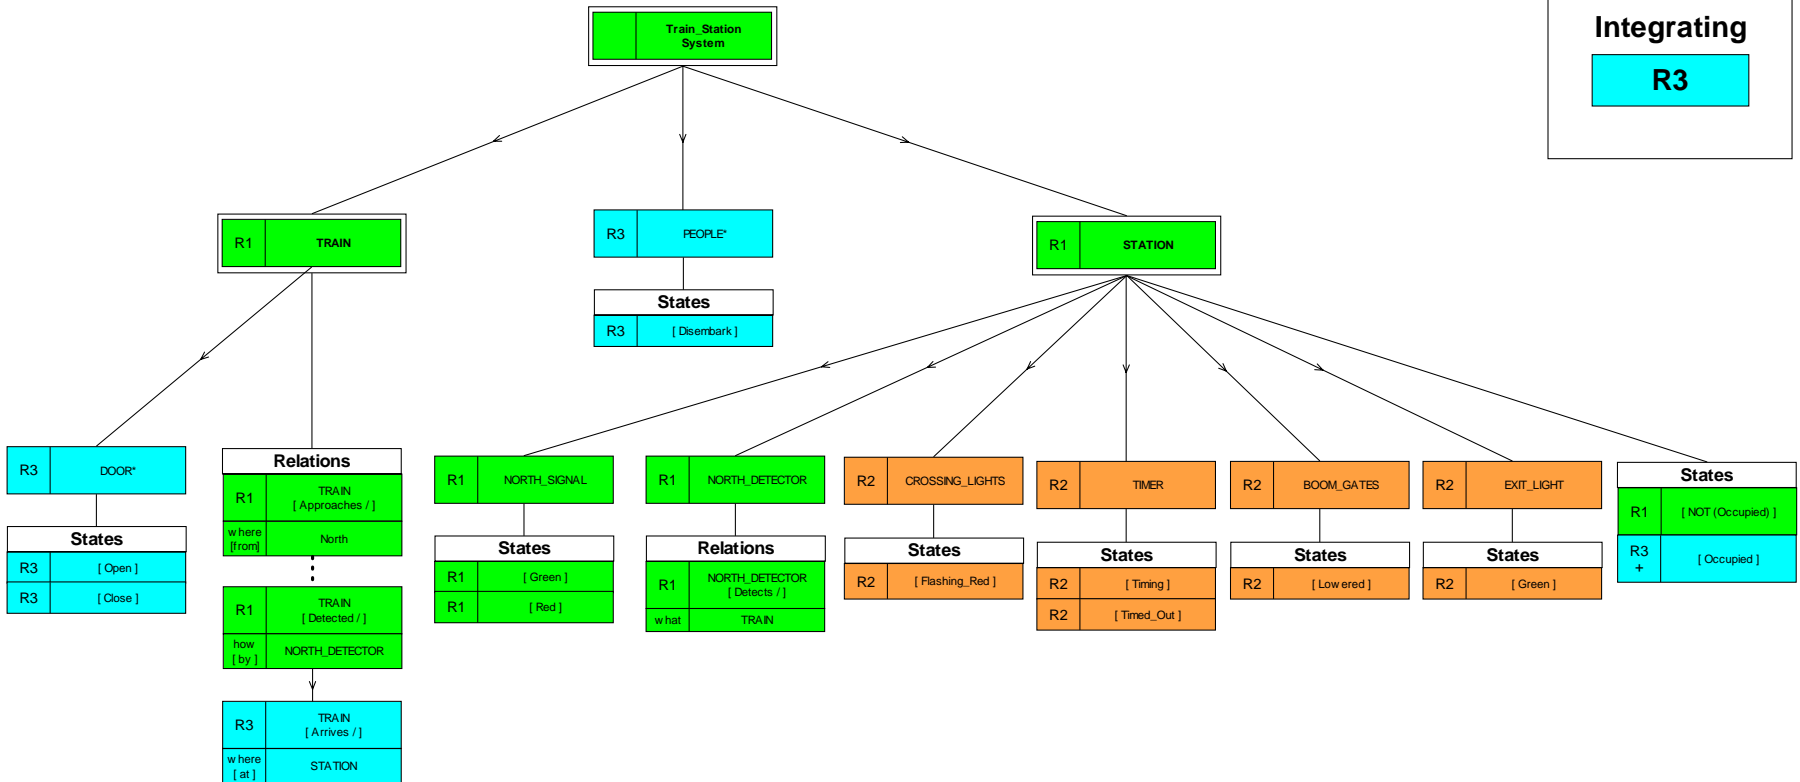 Train_Station
System
Integrating
R3
R1
TRAIN
R3
PEOPLE*
States
R3
[ Disembark ]
R1
STATION
R3
DOOR*
States
R3
[ Open ]
R3
[ Close ]
Relations
R1
TRAIN
[ Approaches / ]
where
[from]
North
R1
TRAIN
[ Detected / ]
how
[ by ]
NORTH_DETECTOR
R3
TRAIN
[ Arrives / ]
where
[ at ]
STATION
R1
NORTH_SIGNAL
States
R1
[ Green ]
R1
[ Red ]
R1
NORTH_DETECTOR
Relations
R1
NORTH_DETECTOR
[ Detects / ]
what
TRAIN
R2
CROSSING_LIGHTS
States
R2
[ Flashing_Red ]
R2
TIMER
States
R2
[ Timing ]
R2
[ Timed_Out ]
R2
BOOM_GATES
States
R2
[ Lowered ]
R2
EXIT_LIGHT
States
R2
[ Green ]
States
R1
[ NOT (Occupied) ]
R3
+
[ Occupied ]